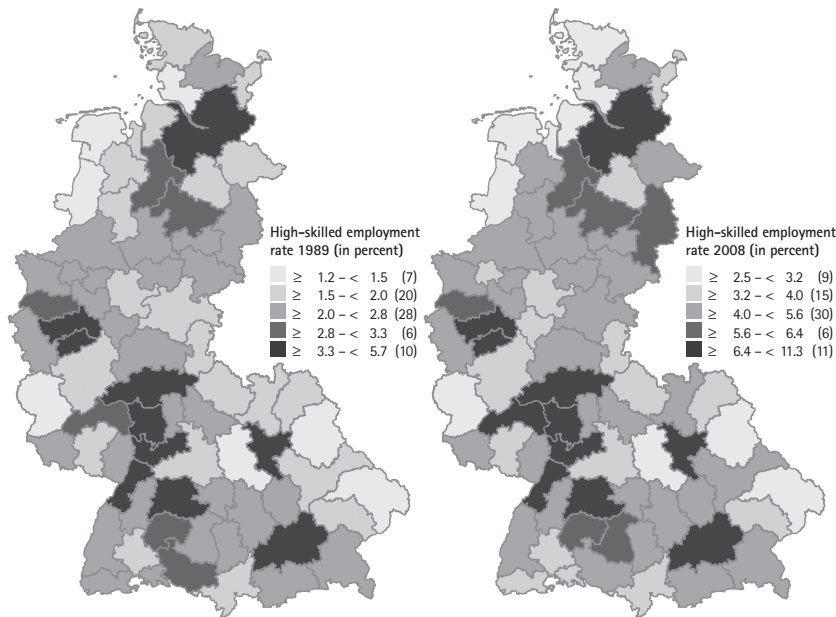 High-skilled employment
rate 1989 (in percent)
≥ 1.2 – < 1.5 (7)
≥ 1.5 – < 2.0 (20)
≥ 2.0 – < 2.8 (28)
≥ 2.8 – < 3.3 (6)
≥ 3.3 – < 5.7 (10)
High-skilled employment
rate 2008 (in percent)
≥ 2.5 – < 3.2 (9)
≥ 3.2 – < 4.0 (15)
≥ 4.0 – < 5.6 (30)
≥ 5.6 – < 6.4 (6)
≥ 6.4 – < 11.3 (11)